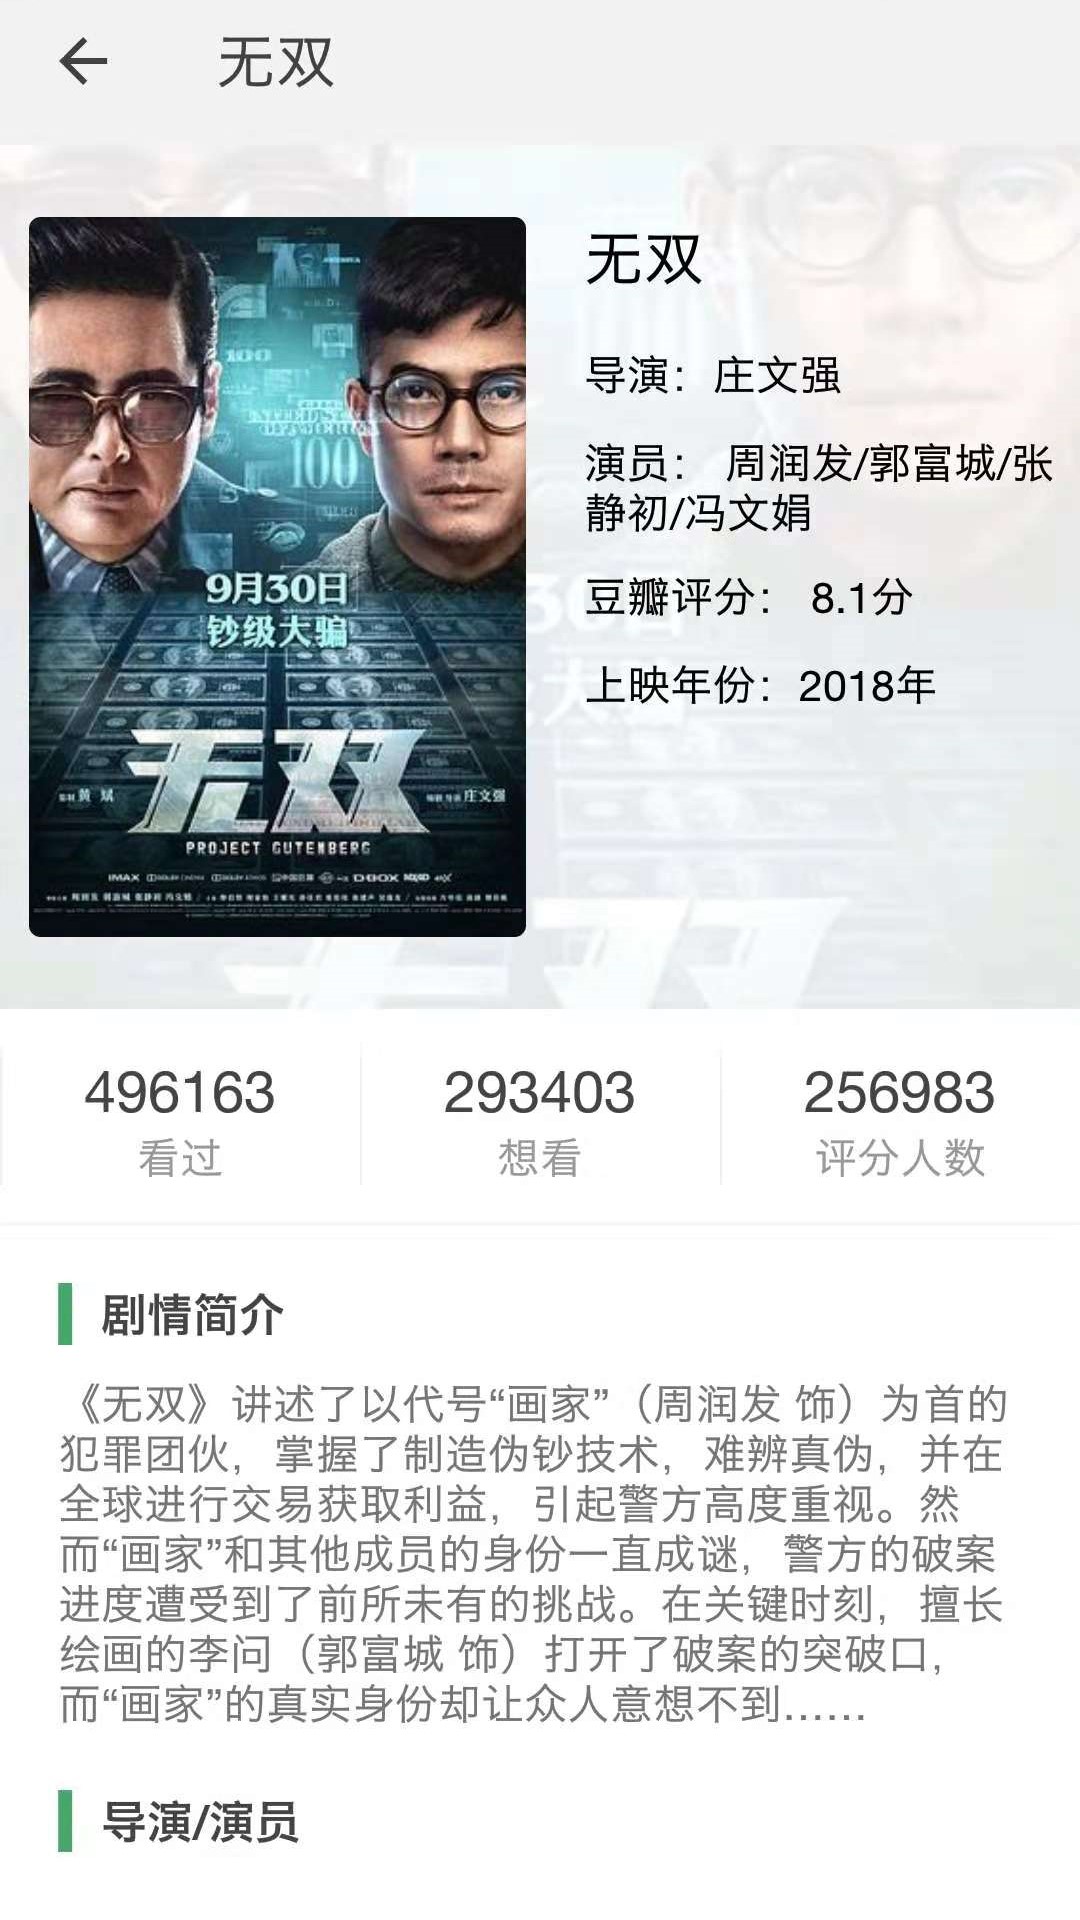 无双
无双
导演：庄文强
演员： 周润发/郭富城/张
静初/冯文娟
豆瓣评分： 8.1分
上映年份：2018年
100
100
9月30日
钞级大骗
无双
黄斌
庄文强
PROJECT GUTENBERG
IMAX
496163
看过
293403
想看
256983
评分人数
剧情简介
《无双》讲述了以代号“画家”（周润发 饰）为首的
犯罪团伙，掌握了制造伪钞技术，难辨真伪，并在
全球进行交易获取利益，引起警方高度重视。然
而“画家”和其他成员的身份一直成谜，警方的破案
进度遭受到了前所未有的挑战。在关键时刻，擅长
绘画的李问（郭富城 饰）打开了破案的突破口，
而“画家”的真实身份却让众人意想不到......
导演/演员